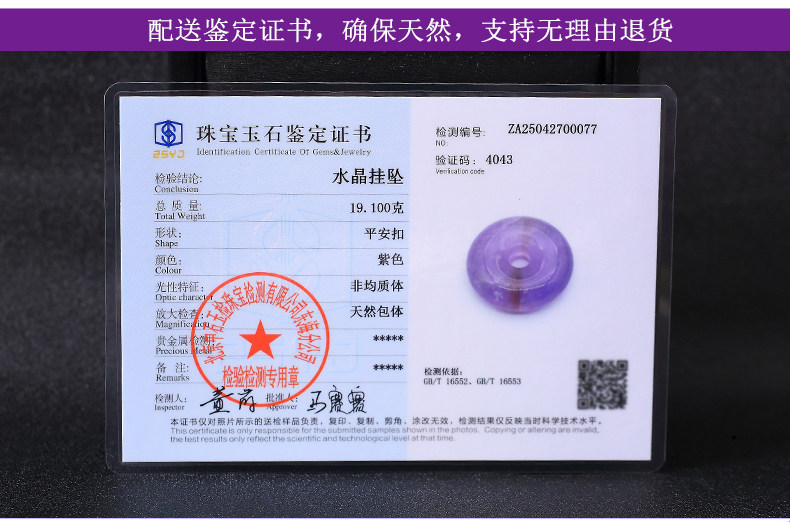 配送鉴定证书，确保天然，支持无理由退货
ZSYJ
珠宝玉石鉴定证书
Identification Certificate Of Gems&Jewelry
检验结论:
Conclusion
水晶挂坠
总 质 量:
Total Weight
19.100克
形状:
Shape
平安扣
颜色:
Colour
紫色
光性特征:
Optic character
非均质体
放大检查:
Magnification
天然包体
贵金属检测:
Precious Metal
*****
备 注:
Remarks
*****
检验检测专用章
检测人:
Inspector
批准人:
Approver
检测编号: ZA25042700077
NO:
验证码: 4043
Verification code
检测依据:
GB/T 16552、GB/T 16553
本证书仅对照片所示的送检样品负责，复印、复制、剪角、涂改无效，检测结果仅反映当时科学技术水平。
This certificate is only responsible for the submitted samples shown in the photos. Copying or altering are invalid,
the test results only reflect the scientific and technological level at that time.